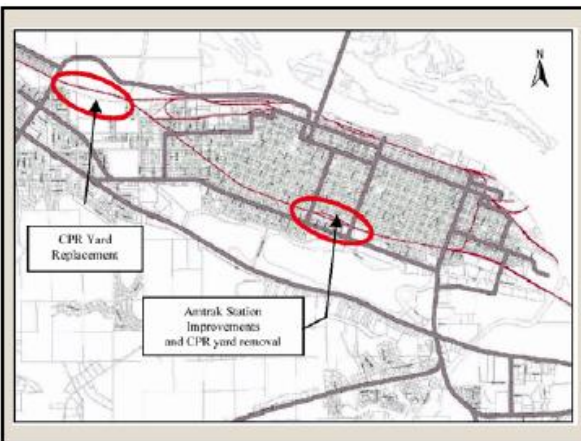 N
CPR Yard
Replacement
Amtrak Station
Improvements
and CPR yard removal